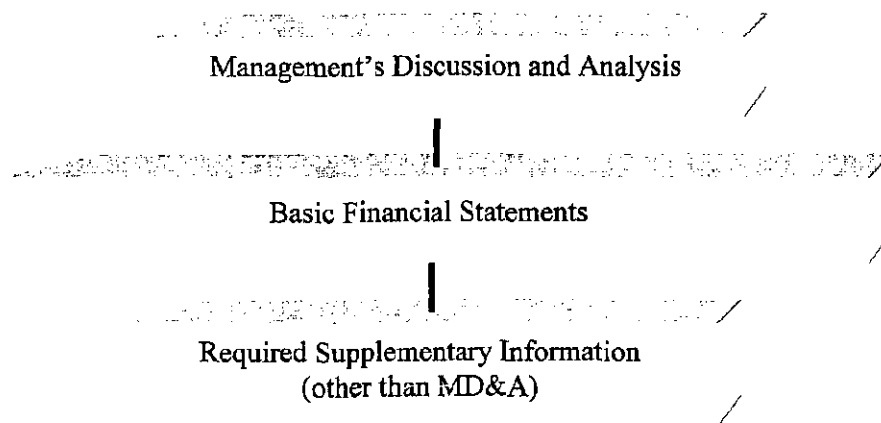 Management's Discussion and Analysis
Basic Financial Statements
Required Supplementary Information
(other than MD&A)